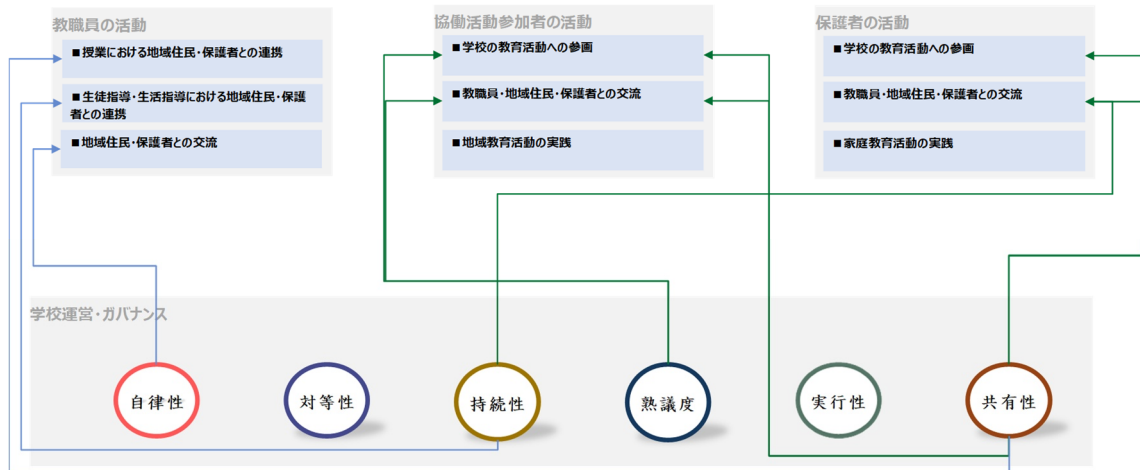 教職員の活動
■授業における地域住民・保護者との連携
■生徒指導・生活指導における地域住民・保護
者との連携
■地域住民・保護者との交流
協働活動参加者の活動
■学校の教育活動への参画
■教職員・地域住民・保護者との交流
■地域教育活動の実践
保護者の活動
■学校の教育活動への参画
■教職員・地域住民・保護者との交流
■家庭教育活動の実践
学校運営・ガバナンス
自律性
対等性
持続性
熟議度
実行性
共有性